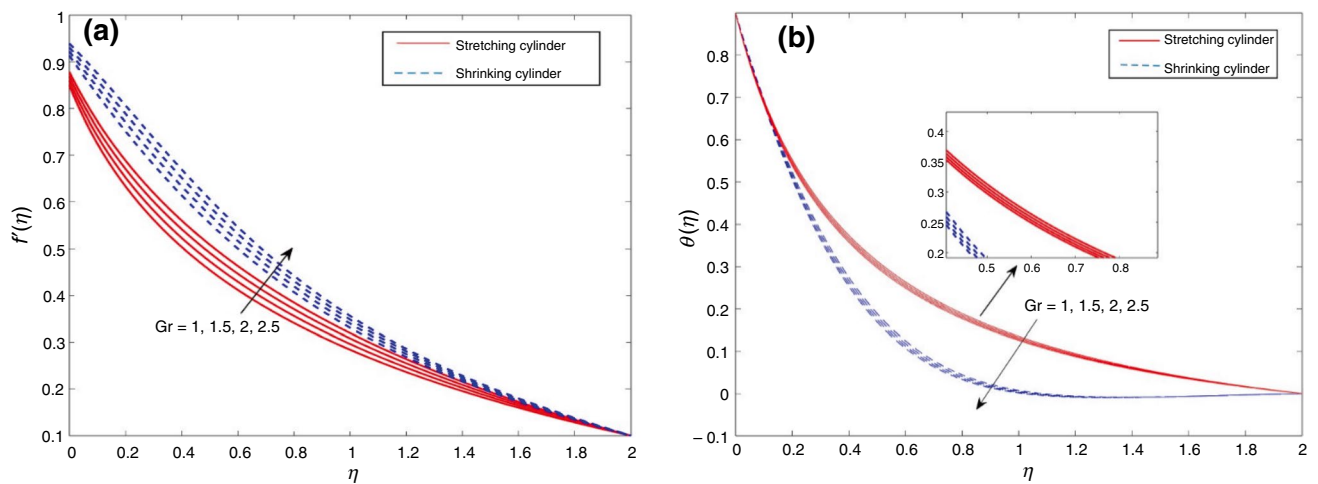 (a)
Stretching cylinder
Shrinking cylinder
1
0.9
0.8
0.7
0.6
0.5
0.4
0.3
0.2
0.1
f′(η)
Gr = 1, 1.5, 2, 2.5
0 0.2 0.4 0.6 0.8 1 1.2 1.4 1.6 1.8 2
η
(b)
Stretching cylinder
Shrinking cylinder
0.8
0.7
0.6
0.5
0.4
0.3
0.2
0.1
0
– 0.1
θ(η)
0.4
0.35
0.3
0.25
0.2
0.5 0.6 0.7 0.8
Gr = 1, 1.5, 2, 2.5
0 0.2 0.4 0.6 0.8 1 1.2 1.4 1.6 1.8 2
η